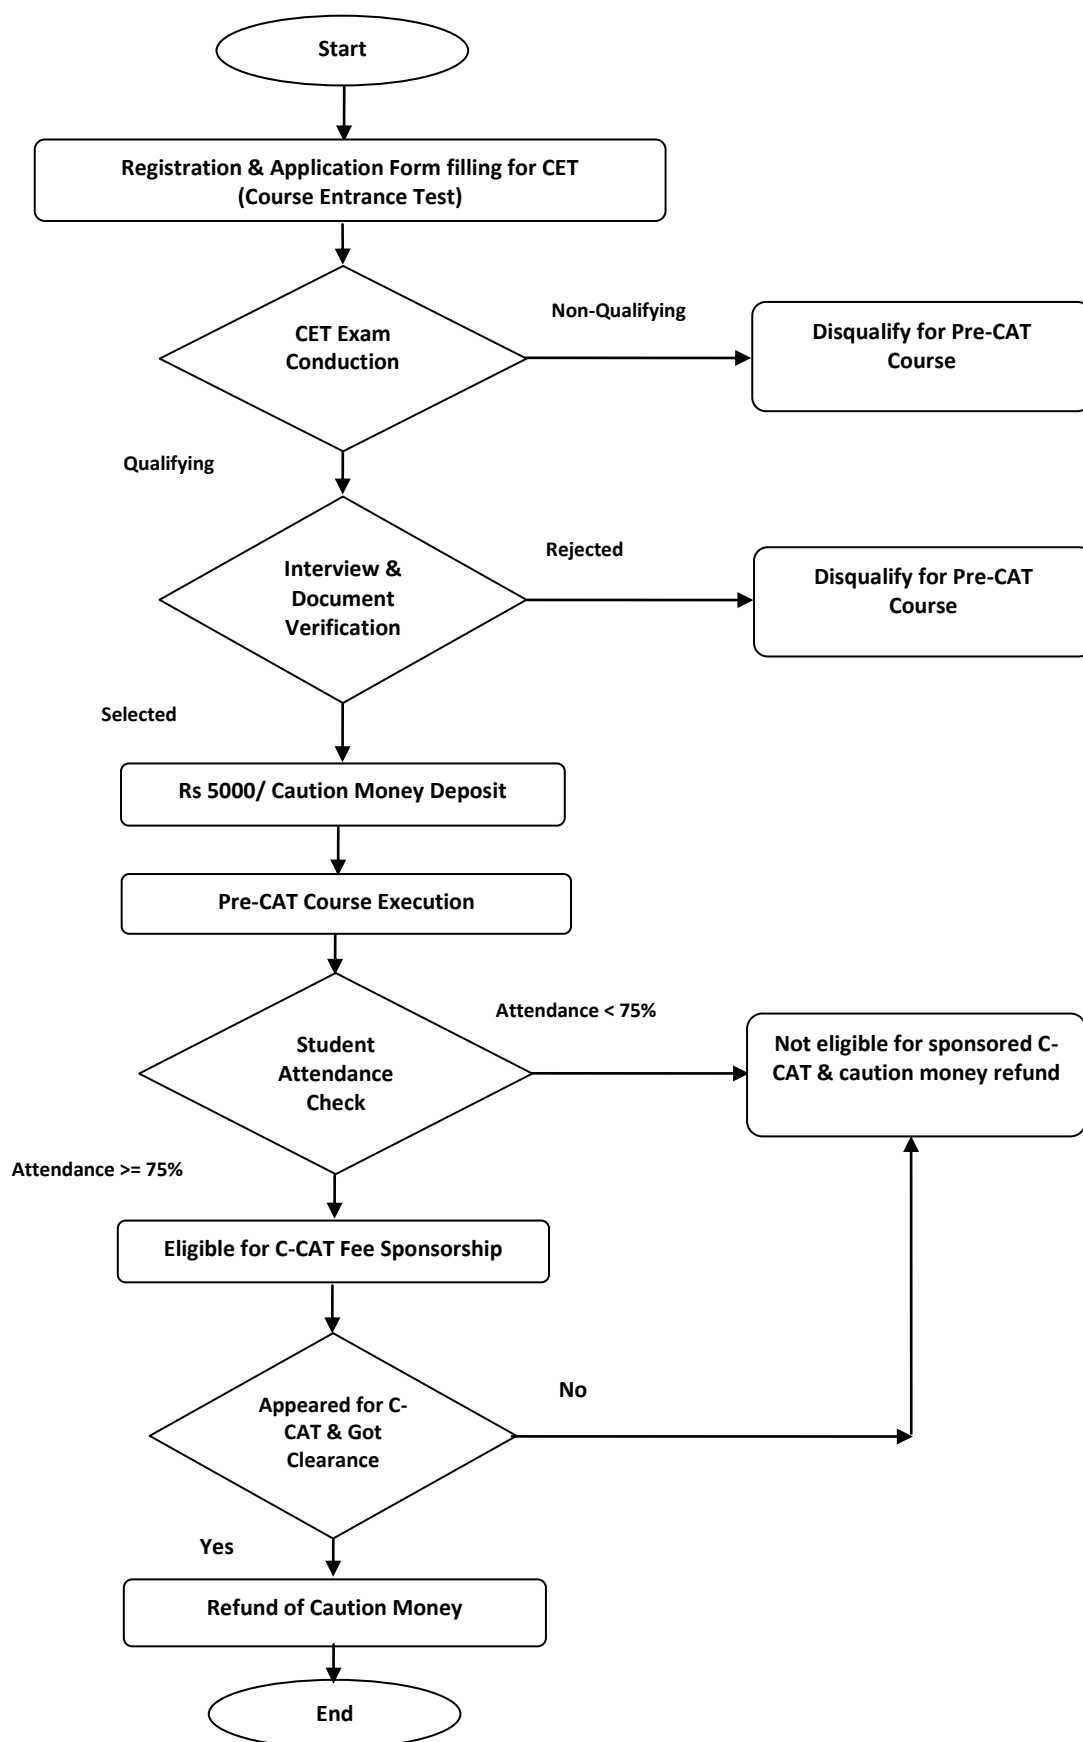 Start
Registration & Application Form filling for CET
(Course Entrance Test)
CET Exam
Conduction
Non-Qualifying
Disqualify for Pre-CAT
Course
Qualifying
Interview &
Document
Verification
Rejected
Disqualify for Pre-CAT
Course
Selected
Rs 5000/ Caution Money Deposit
Pre-CAT Course Execution
Student
Attendance
Check
Attendance < 75%
Not eligible for sponsored C-
CAT & caution money refund
Attendance >= 75%
Eligible for C-CAT Fee Sponsorship
Appeared for C-
CAT & Got
Clearance
No
Yes
Refund of Caution Money
End